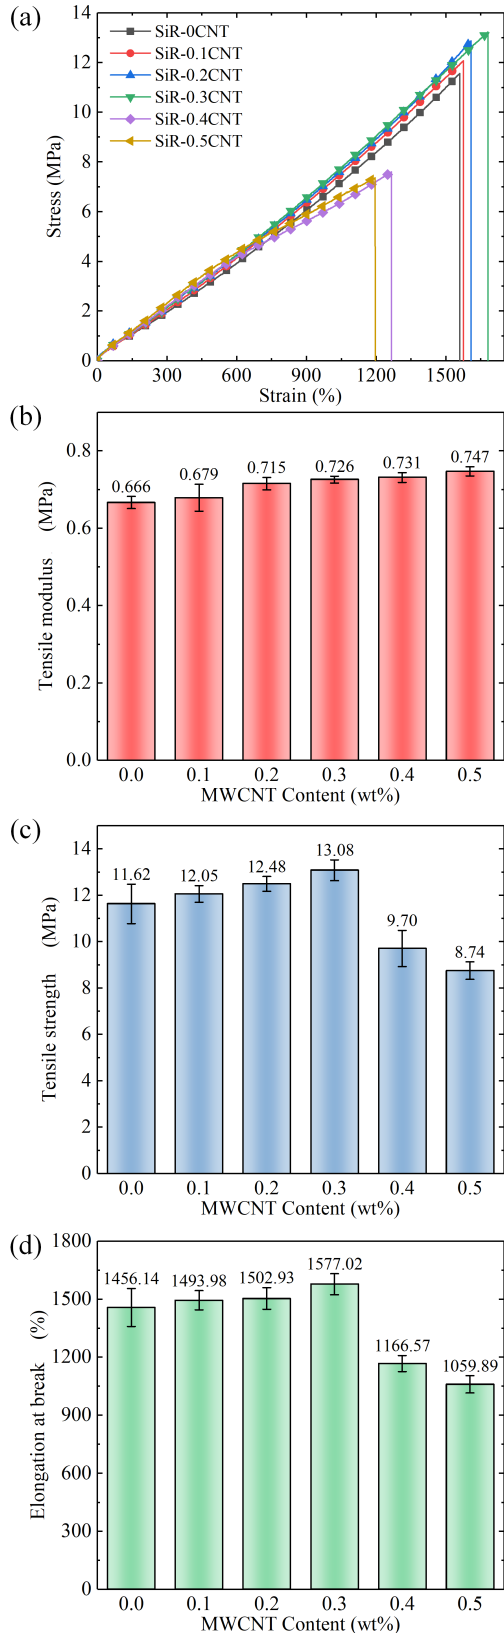 (a)
14
12
10
8
6
4
2
0
Stress (MPa)
SiR-0CNT
SiR-0.1CNT
SiR-0.2CNT
SiR-0.3CNT
SiR-0.4CNT
SiR-0.5CNT
0 300 600 900 1200 1500
Strain (%)
(b)
0.8
0.6
0.4
0.2
0.0
Tensile modulus (MPa)
0.666 0.679 0.715 0.726 0.731 0.747
0.0 0.1 0.2 0.3 0.4 0.5
MWCNT Content (wt%)
(c)
14
12
10
8
6
4
2
0
Tensile strength (MPa)
11.62 12.05 12.48 13.08 9.70 8.74
0.0 0.1 0.2 0.3 0.4 0.5
MWCNT Content (wt%)
(d)
1800
1500
1200
900
600
300
0
Elongation at break (%)
1456.14 1493.98 1502.93 1577.02 1166.57 1059.89
0.0 0.1 0.2 0.3 0.4 0.5
MWCNT Content (wt%)